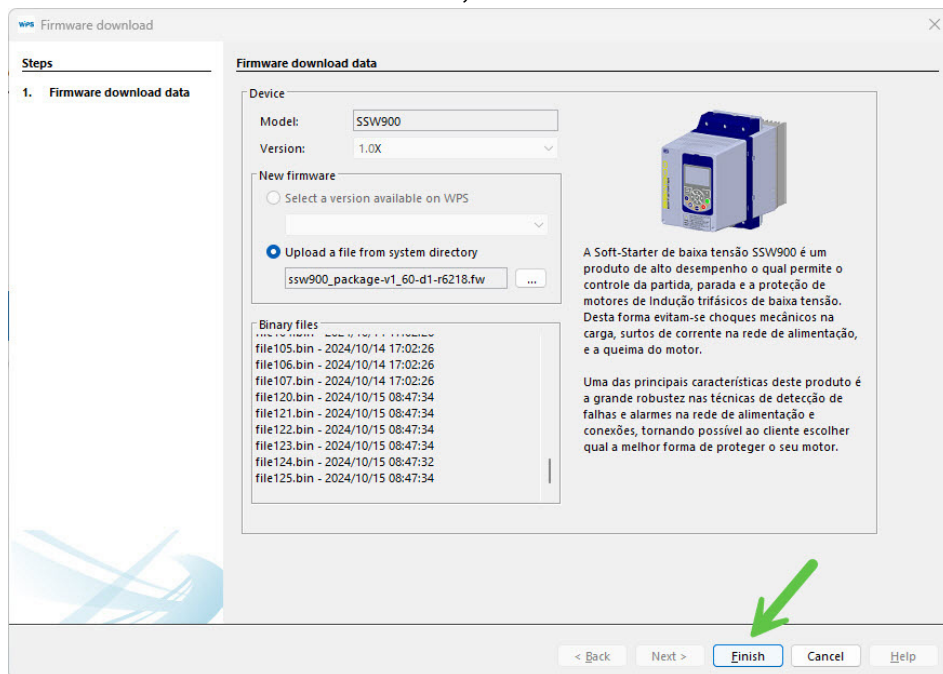 WPS Firmware download
Steps
1. Firmware download data
Firmware download data
Device
Model: SSW900
Version: 1.0X
New firmware
Select a version available on WPS
Upload a file from system directory
ssw900_package-v1_60-d1-r6218.fw ...
Binary files
file105.bin - 2024/10/14 17:02:26
file106.bin - 2024/10/14 17:02:26
file107.bin - 2024/10/14 17:02:26
file120.bin - 2024/10/15 08:47:34
file121.bin - 2024/10/15 08:47:34
file122.bin - 2024/10/15 08:47:34
file123.bin - 2024/10/15 08:47:34
file124.bin - 2024/10/15 08:47:32
file125.bin - 2024/10/15 08:47:34
A Soft-Starter de baixa tensão SSW900 é um
produto de alto desempenho o qual permite o
controle da partida, parada e a proteção de
motores de Indução trifásicos de baixa tensão.
Desta forma evitam-se choques mecânicos na
carga, surtos de corrente na rede de alimentação,
e a queima do motor.
Uma das principais características deste produto é
a grande robustez nas técnicas de detecção de
falhas e alarmes na rede de alimentação e
conexões, tornando possível ao cliente escolher
qual a melhor forma de proteger o seu motor.
< Back Next > Finish Cancel Help